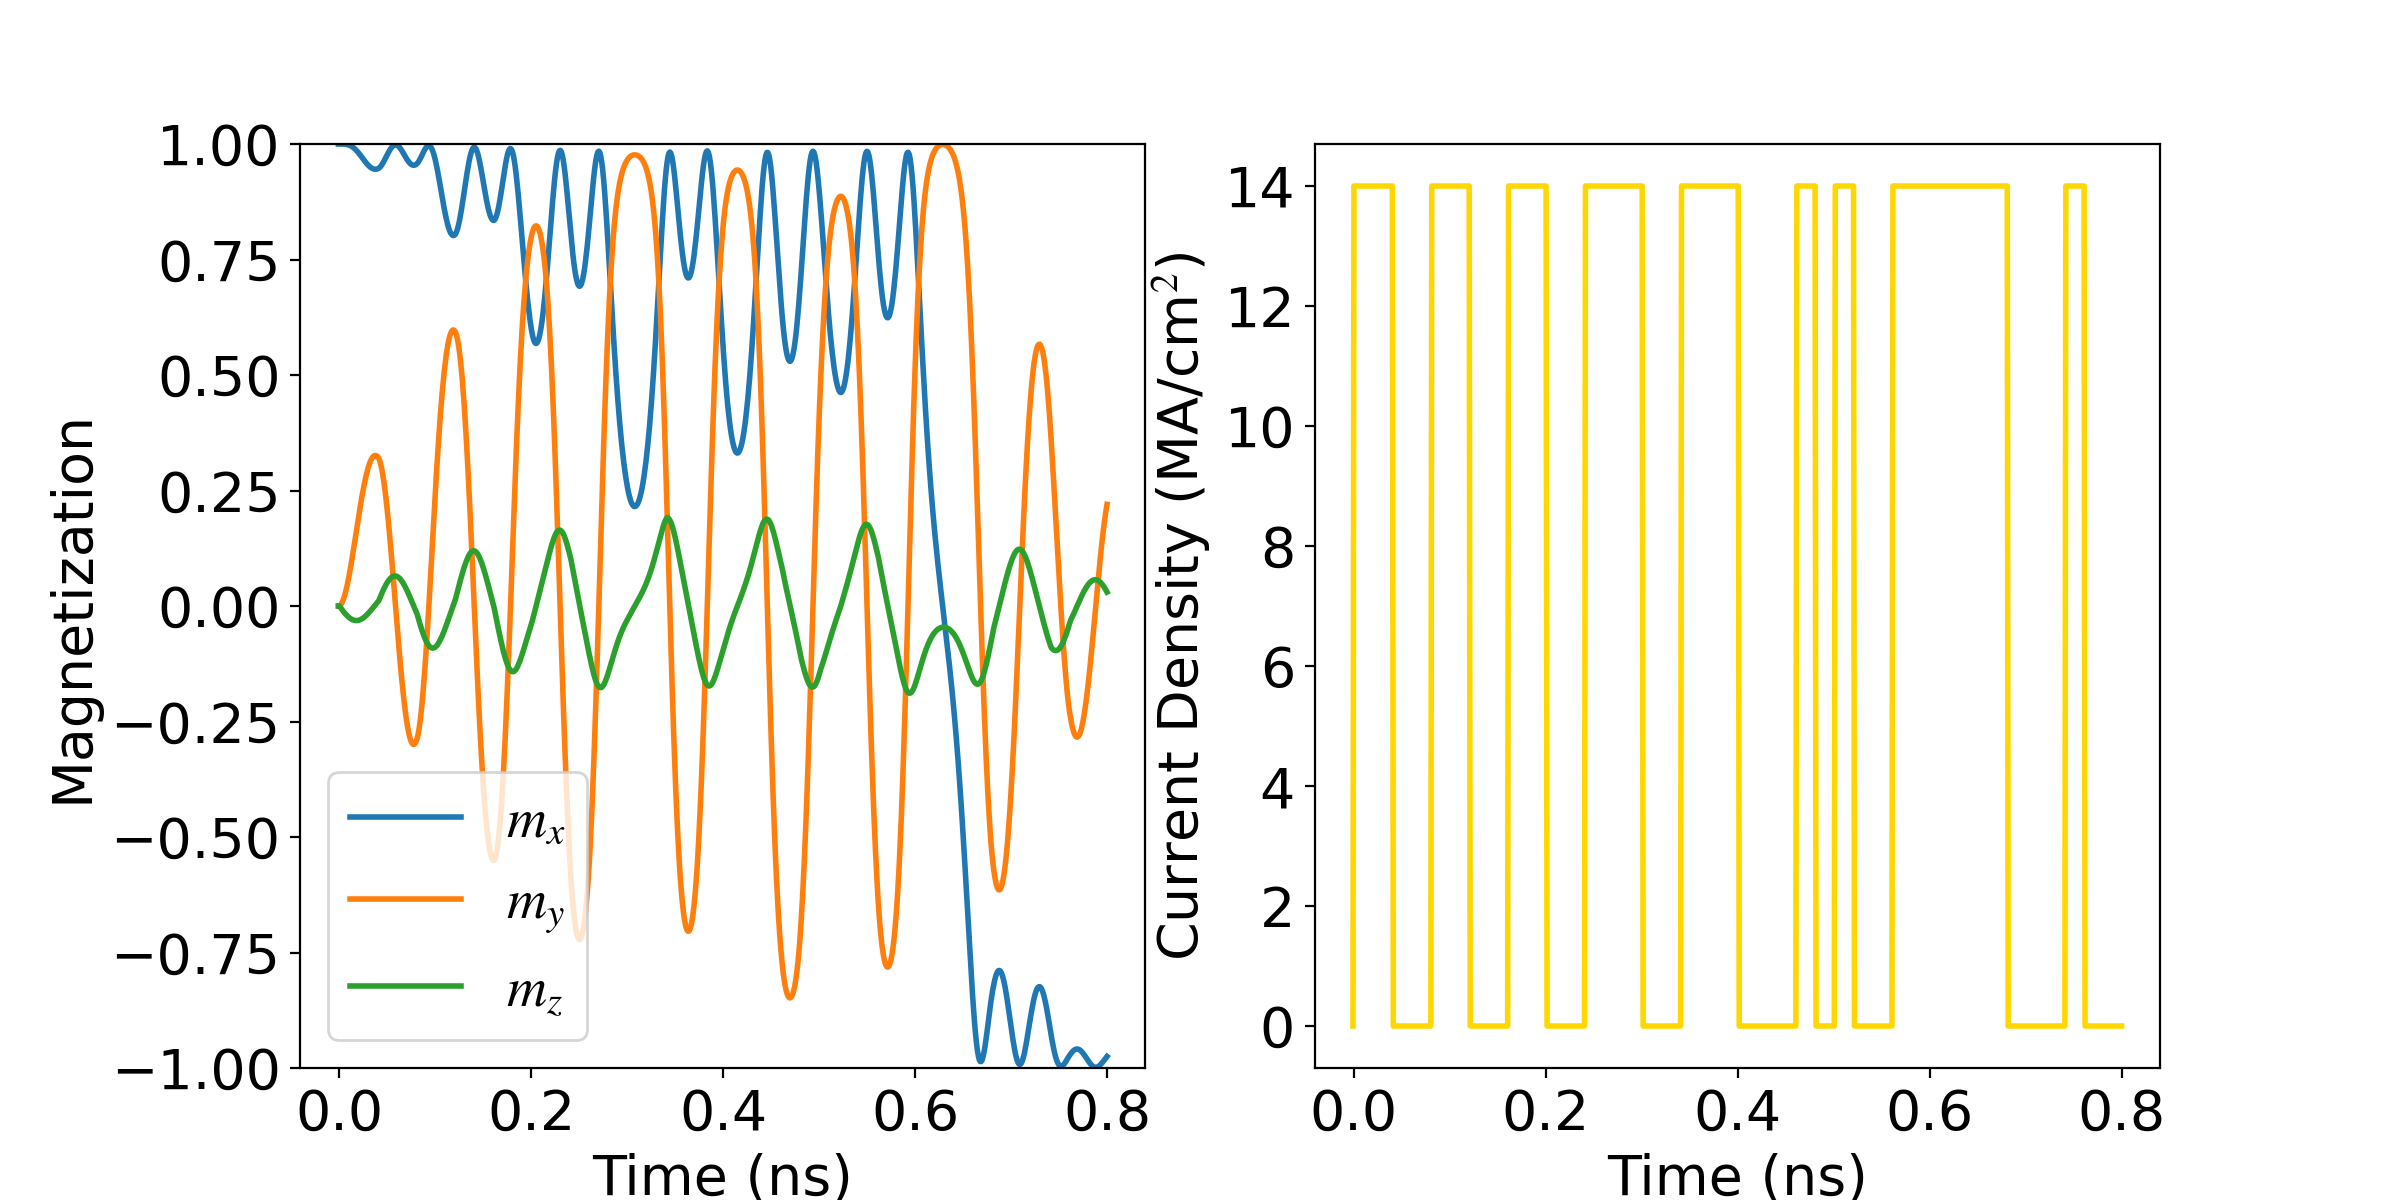 1.00
0.75
0.50
0.25
0.00
−0.25
−0.50
−0.75
−1.00
Magnetization
0.0 0.2 0.4 0.6 0.8
Time (ns)
m_x
m_y
m_z
14
12
10
8
6
4
2
0
Current Density (MA/cm²)
0.0 0.2 0.4 0.6 0.8
Time (ns)